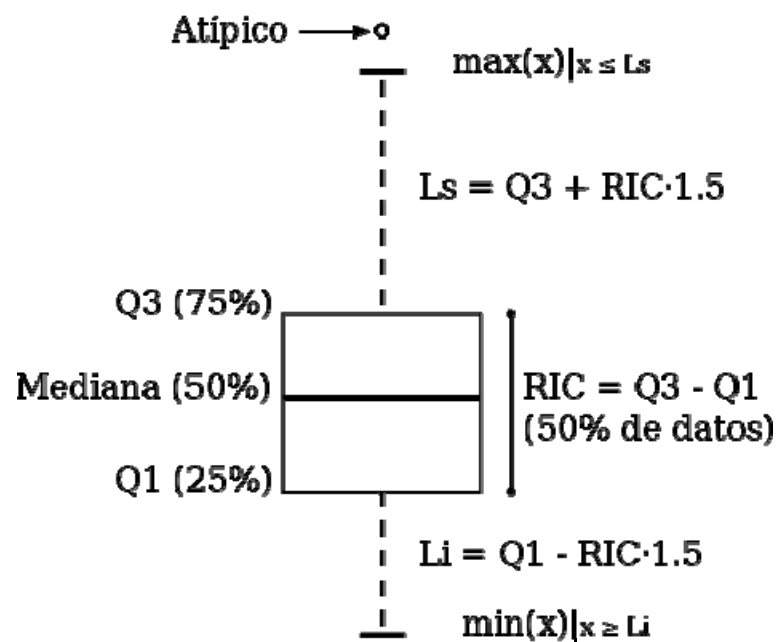 Atípico
max(x)|x ≤ Ls
Ls = Q3 + RIC·1.5
Q3 (75%)
Mediana (50%)
RIC = Q3 - Q1
(50% de datos)
Q1 (25%)
Li = Q1 - RIC·1.5
min(x)|x ≥ Li